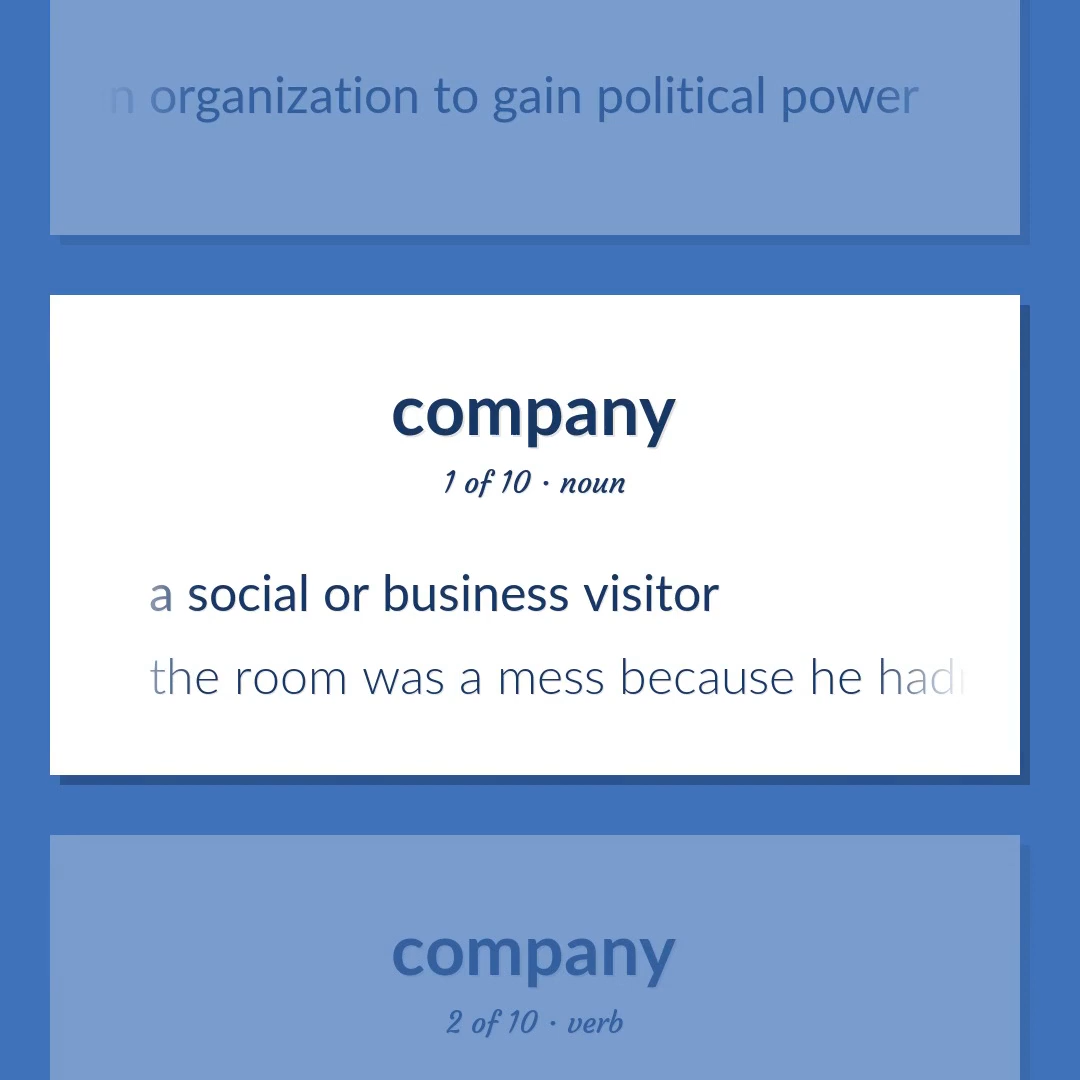 organization to gain political power
company
1 of 10 · noun
a social or business visitor
the room was a mess because he
company
2 of 10 · verb